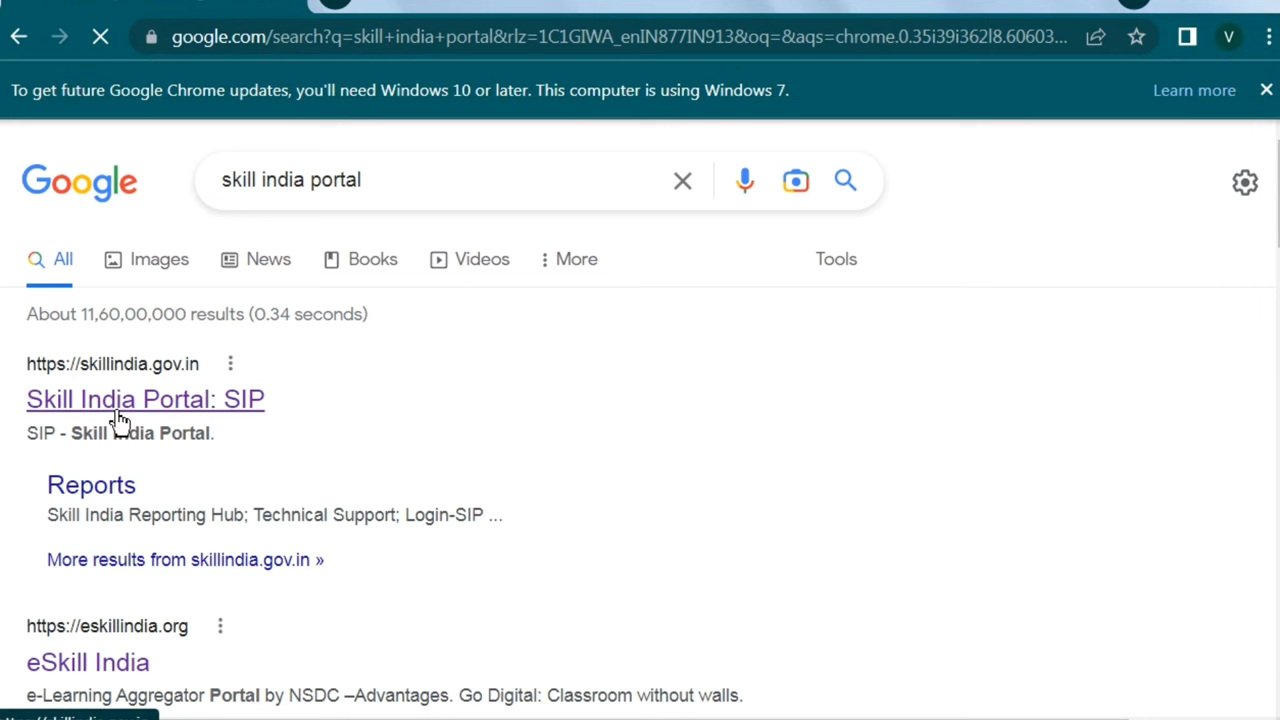 google.com/search?q=skill+india+portal&rlz=1C1GIWA_enIN877IN913&oq=&aqs=chrome.0.35i39i362l8.60603... V
To get future Google Chrome updates, you'll need Windows 10 or later. This computer is using Windows 7. Learn more
Google skill india portal
All Images News Books Videos More Tools
About 11,60,00,000 results (0.34 seconds)
https://skillindia.gov.in
Skill India Portal: SIP
SIP - Skill India Portal.
Reports
Skill India Reporting Hub; Technical Support; Login-SIP ...
More results from skillindia.gov.in »
https://eskillindia.org
eSkill India
e-Learning Aggregator Portal by NSDC –Advantages. Go Digital: Classroom without walls.